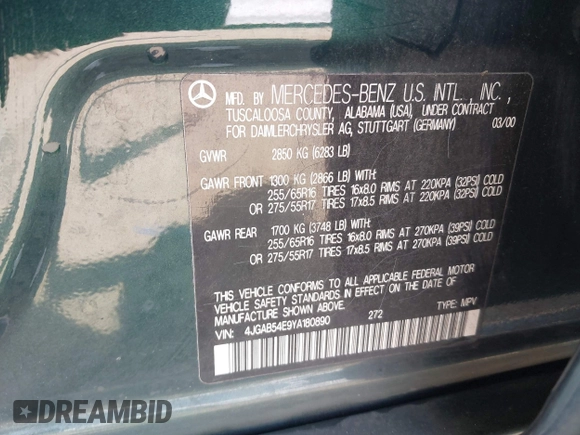 MFD. BY MERCEDES-BENZ U.S. INTL., INC.,
TUSCALOOSA COUNTY, ALABAMA (USA), UNDER CONTRACT
FOR DAIMLERCHRYSLER AG, STUTTGART (GERMANY) 03/00
GVWR 2850 KG (6283 LB)
GAWR FRONT 1300 KG (2866 LB) WITH:
255/65R16 TIRES 16x8.0 RIMS AT 220KPA (32PSI) COLD
OR 275/55R17 TIRES 17x8.5 RIMS AT 220KPA (32PSI) COLD
GAWR REAR 1700 KG (3748 LB) WITH:
255/65R16 TIRES 16x8.0 RIMS AT 270KPA (39PSI) COLD
OR 275/55R17 TIRES 17x8.5 RIMS AT 270KPA (39PSI) COLD
THIS VEHICLE CONFORMS TO ALL APPLICABLE FEDERAL MOTOR
VEHICLE SAFETY STANDARDS IN EFFECT ON THE DATE OF
MANUFACTURE SHOWN ABOVE.
VIN: 4JGAB54E9YA180890 272 TYPE: MPV
DREAMBID